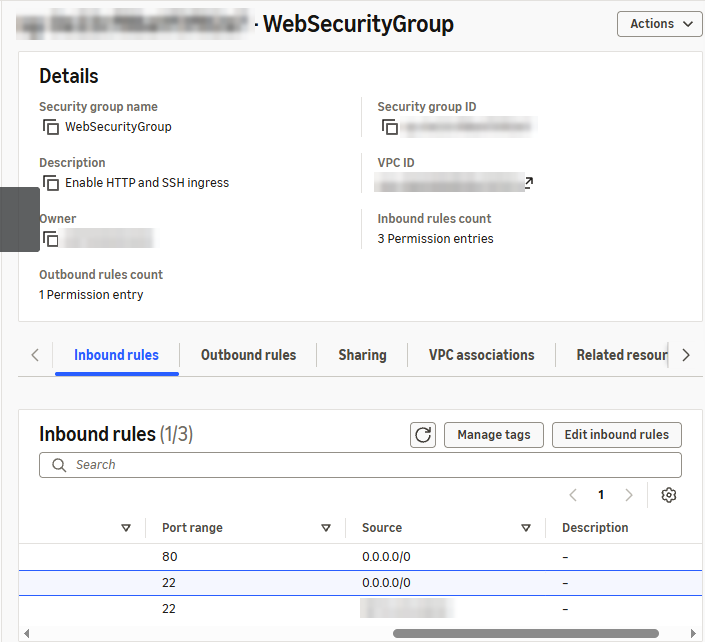 · WebSecurityGroup
Actions
Details
Security group name
WebSecurityGroup
Security group ID
Description
Enable HTTP and SSH ingress
VPC ID
Owner
Inbound rules count
3 Permission entries
Outbound rules count
1 Permission entry
Inbound rules
Outbound rules
Sharing
VPC associations
Related resour
Inbound rules (1/3)
Manage tags
Edit inbound rules
Search
1
Port range Source Description
80 0.0.0.0/0 –
22 0.0.0.0/0 –
22 –